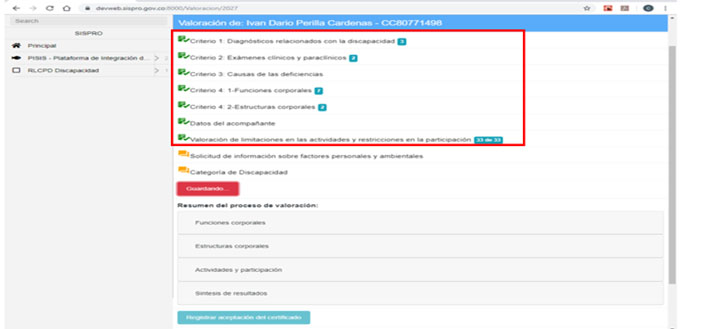 devweb.sispro.gov.co:8000/Valoracion/2027
Search
SISPRO
Principal
PISIS - Plataforma de Integración d...
RLCPD Discapacidad
Valoración de: Ivan Dario Perilla Cardenas - CC80771498
Criterio 1: Diagnósticos relacionados con la discapacidad 3
Criterio 2: Exámenes clínicos y paraclínicos 2
Criterio 3: Causas de las deficiencias
Criterio 4: 1-Funciones corporales 2
Criterio 4: 2-Estructuras corporales 2
Datos del acompañante
Valoración de limitaciones en las actividades y restricciones en la participación 33 de 33
Solicitud de información sobre factores personales y ambientales
Categoría de Discapacidad
Guardando...
Resumen del proceso de valoración:
Funciones corporales
Estructuras corporales
Actividades y participación
Síntesis de resultados
Registrar aceptación del certificado